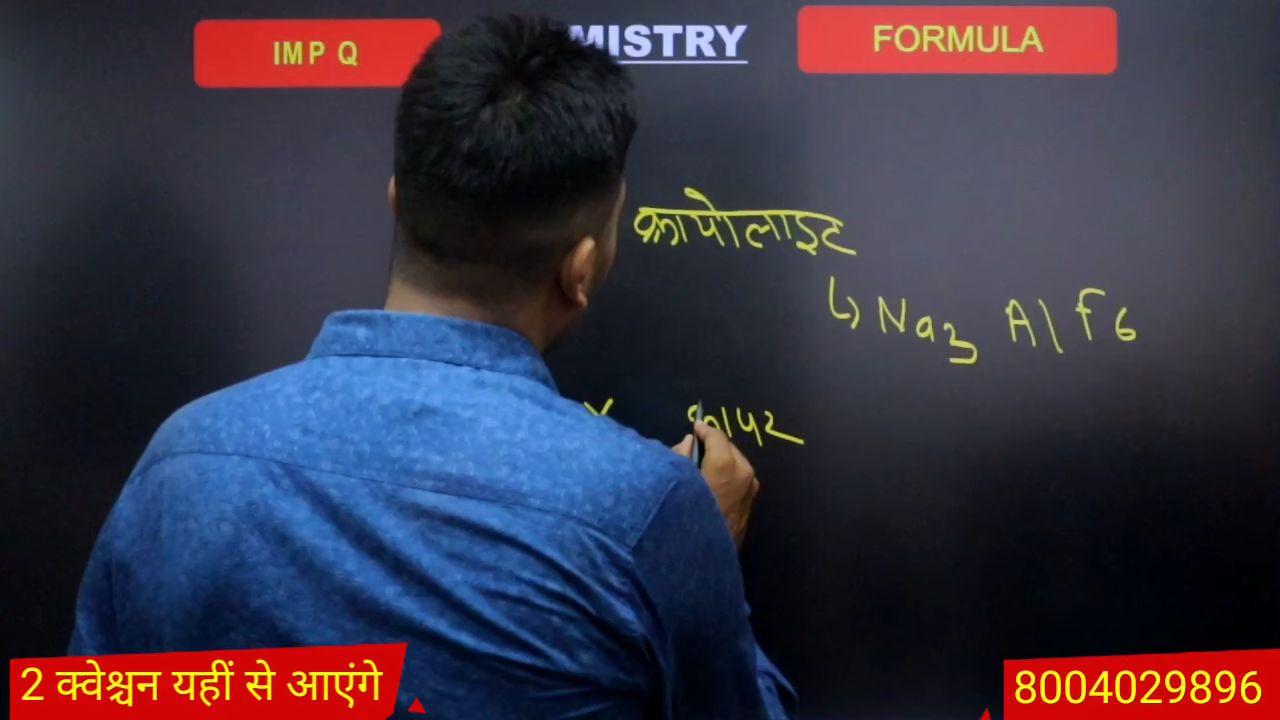 IMP Q
MISTRY
FORMULA
क्रायोलाइट
↳ Na3 AlF6
2 क्वेश्चन यहीं से आएंगे
8004029896